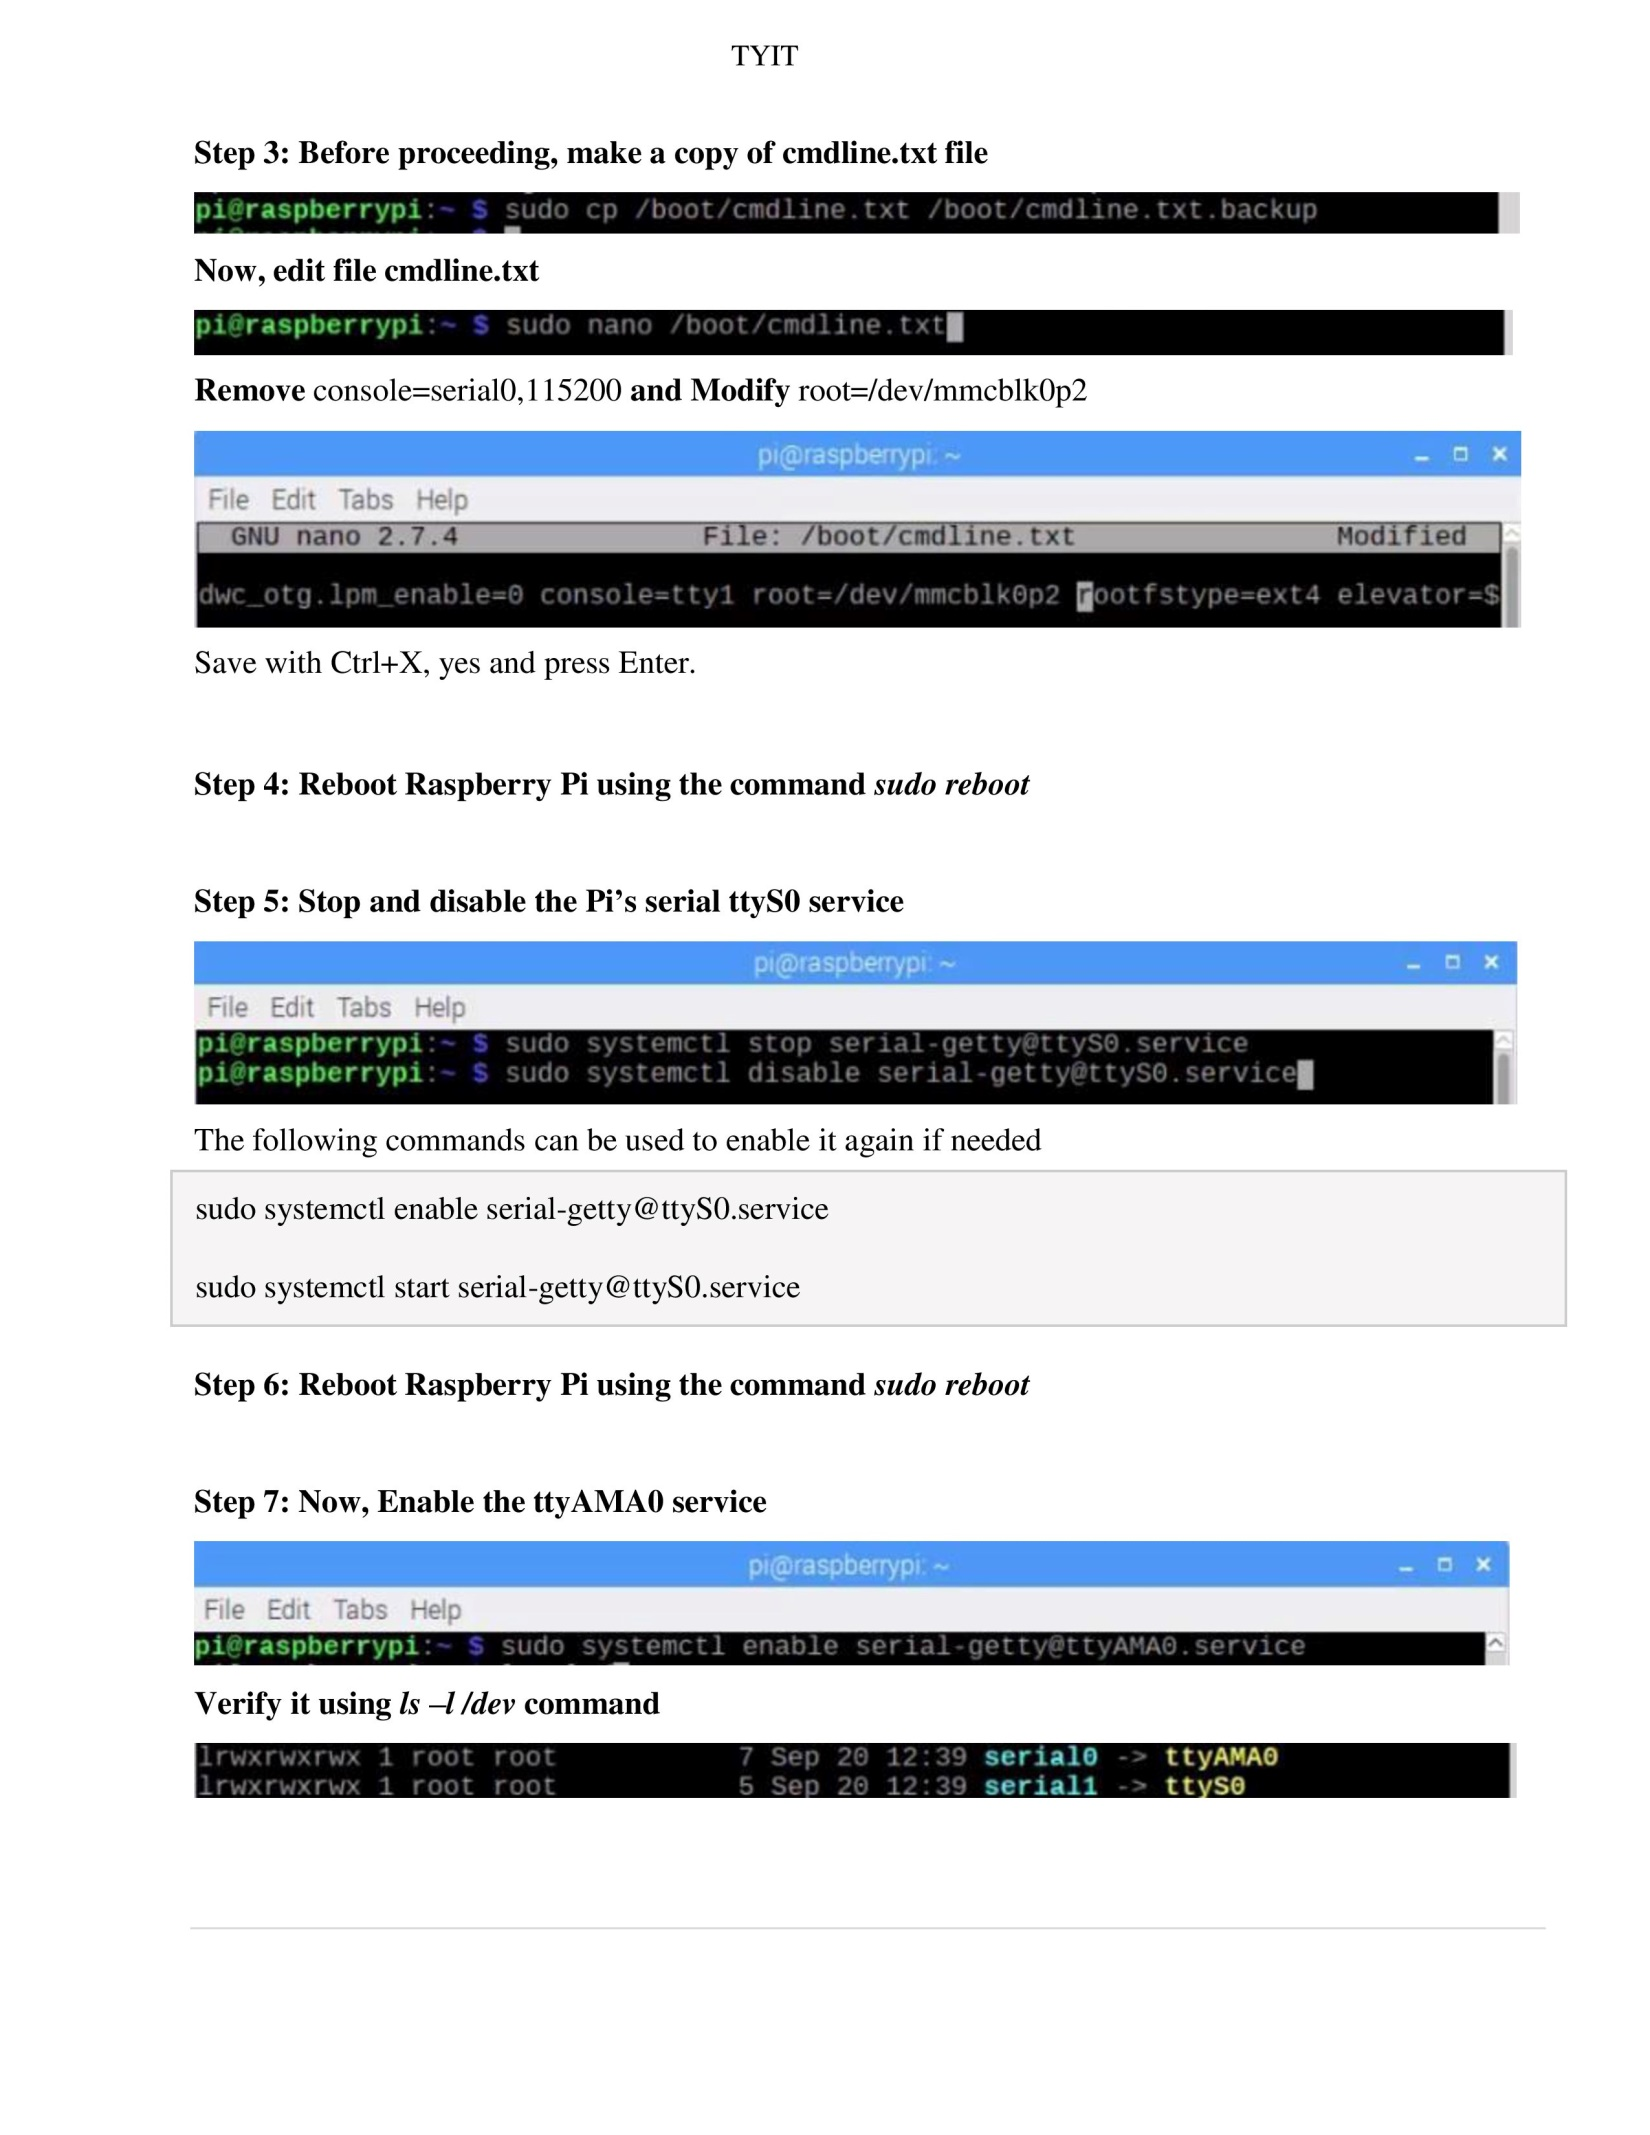 TYIT
Step 3: Before proceeding, make a copy of cmdline.txt file
pi@raspberrypi:~ $ sudo cp /boot/cmdline.txt /boot/cmdline.txt.backup
Now, edit file cmdline.txt
pi@raspberrypi:~ $ sudo nano /boot/cmdline.txt
Remove console=serial0,115200 and Modify root=/dev/mmcblk0p2
pi@raspberrypi: ~
File Edit Tabs Help
GNU nano 2.7.4 File: /boot/cmdline.txt Modified
dwc_otg.lpm_enable=0 console=tty1 root=/dev/mmcblk0p2 rootfstype=ext4 elevator=$
Save with Ctrl+X, yes and press Enter.
Step 4: Reboot Raspberry Pi using the command sudo reboot
Step 5: Stop and disable the Pi’s serial ttyS0 service
pi@raspberrypi: ~
File Edit Tabs Help
pi@raspberrypi:~ $ sudo systemctl stop serial-getty@ttyS0.service
pi@raspberrypi:~ $ sudo systemctl disable serial-getty@ttyS0.service
The following commands can be used to enable it again if needed
sudo systemctl enable serial-getty@ttyS0.service
sudo systemctl start serial-getty@ttyS0.service
Step 6: Reboot Raspberry Pi using the command sudo reboot
Step 7: Now, Enable the ttyAMA0 service
pi@raspberrypi: ~
File Edit Tabs Help
pi@raspberrypi:~ $ sudo systemctl enable serial-getty@ttyAMA0.service
Verify it using ls –l /dev command
lrwxrwxrwx 1 root root 7 Sep 20 12:39 serial0 -> ttyAMA0
lrwxrwxrwx 1 root root 5 Sep 20 12:39 serial1 -> ttyS0